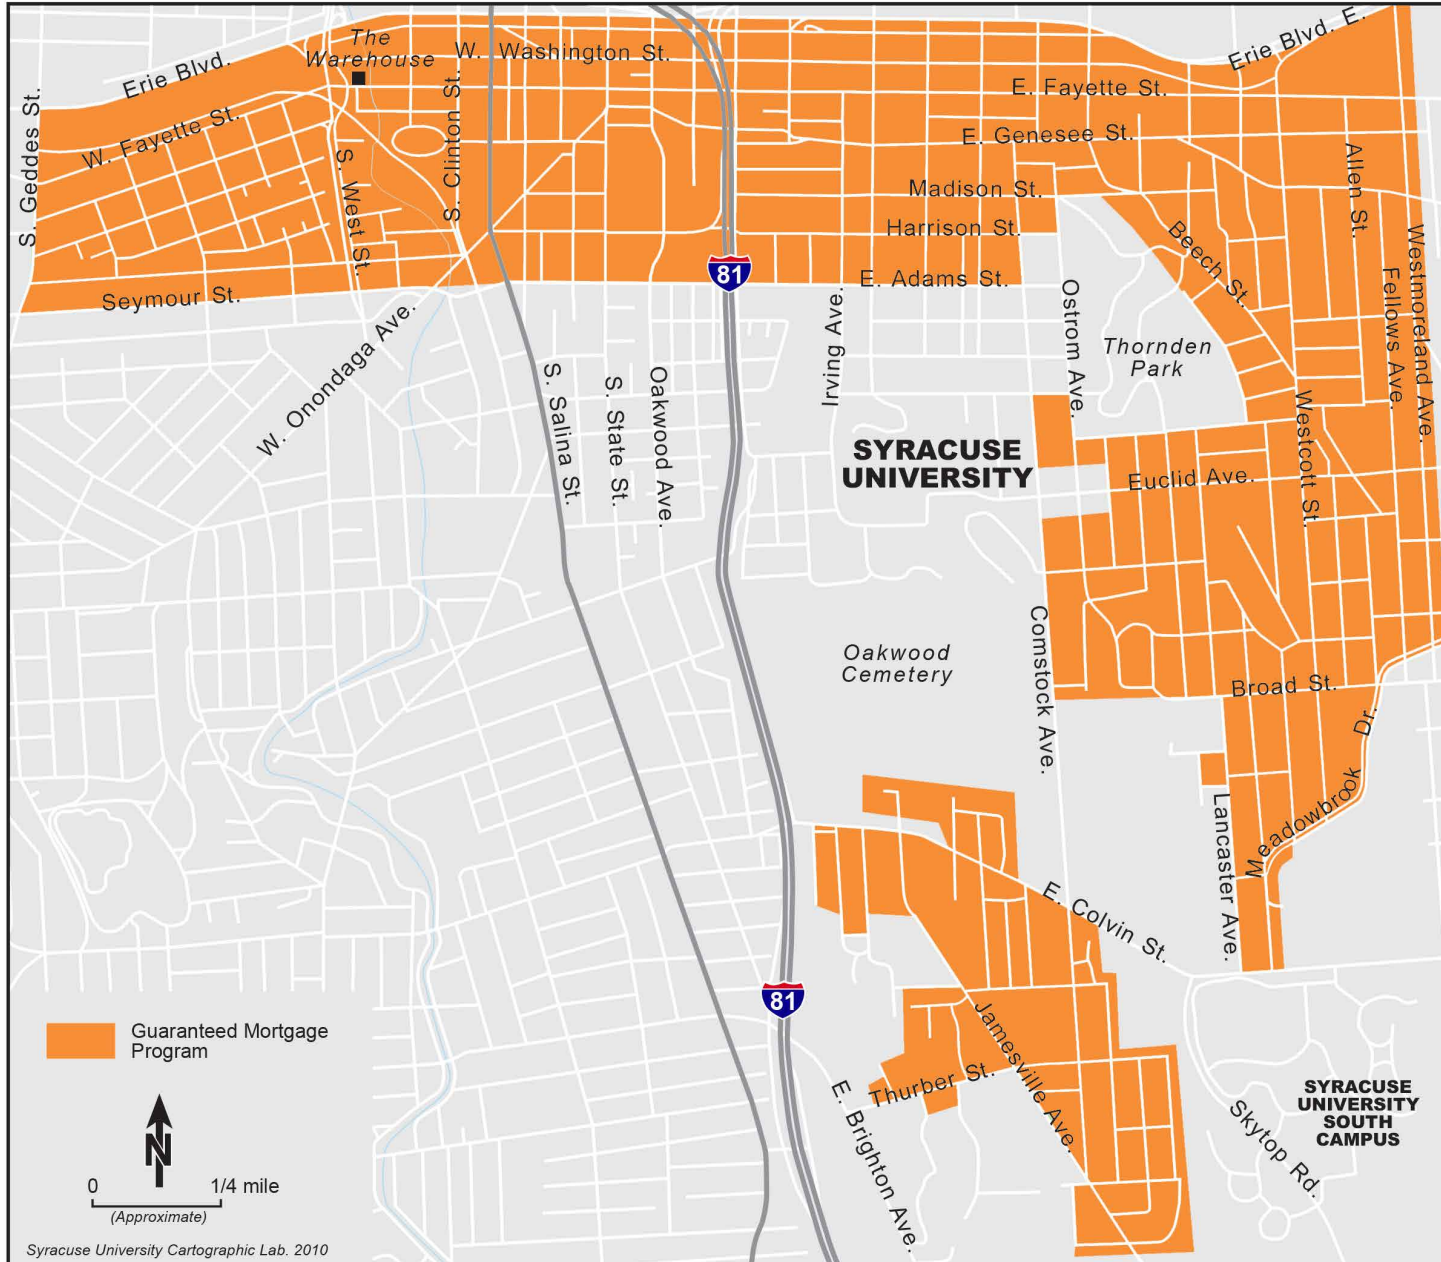 The
Warehouse
Erie Blvd.
W. Washington St.
Erie Blvd. E.
E. Fayette St.
W. Fayette St.
S. Geddes St.
S. Clinton St.
S. West St.
E. Genesee St.
Madison St.
Harrison St.
E. Adams St.
Allen St.
Beech St.
Westmoreland Ave.
Fellows Ave.
81
Seymour St.
W. Onondaga Ave.
S. Salina St.
S. State St.
Oakwood Ave.
Irving Ave.
Ostrom Ave.
Thornden
Park
SYRACUSE
UNIVERSITY
Euclid Ave.
Westcott St.
Oakwood
Cemetery
Comstock Ave.
Broad St.
Meadowbrook Dr.
Lancaster Ave.
E. Colvin St.
81
Jamesville Ave.
Thurber St.
E. Brighton Ave.
Skytop Rd.
SYRACUSE
UNIVERSITY
SOUTH
CAMPUS
Guaranteed Mortgage
Program
N
0 1/4 mile
(Approximate)
Syracuse University Cartographic Lab. 2010